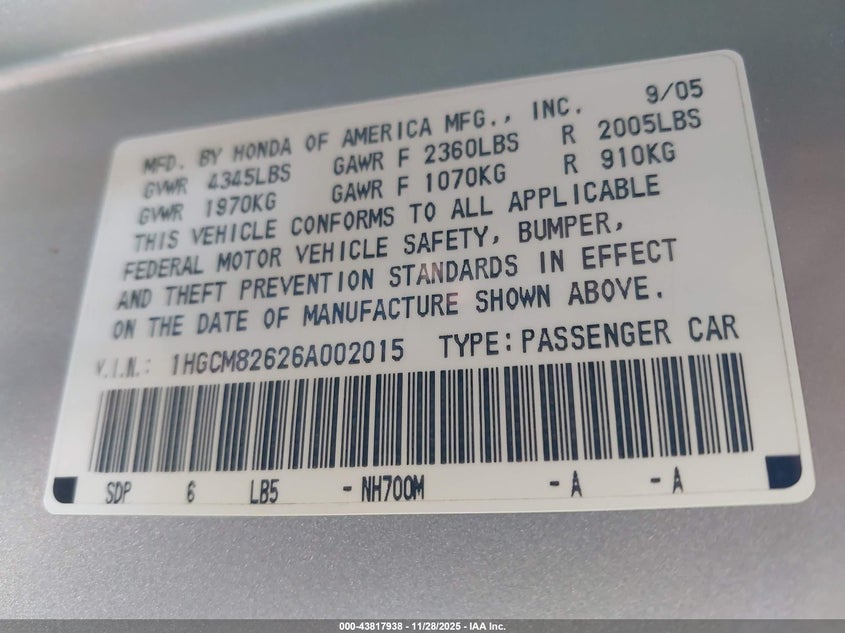 MFD. BY HONDA OF AMERICA MFG., INC. 9/05
GVWR 4345LBS GAWR F 2360LBS R 2005LBS
GVWR 1970KG GAWR F 1070KG R 910KG
THIS VEHICLE CONFORMS TO ALL APPLICABLE
FEDERAL MOTOR VEHICLE SAFETY, BUMPER,
AND THEFT PREVENTION STANDARDS IN EFFECT
ON THE DATE OF MANUFACTURE SHOWN ABOVE.
V.I.N.: 1HGCM82626A002015 TYPE: PASSENGER CAR
SDP 6 LB5 - NH700M - A - A
000-43817938 | 11/28/2025 - IAA Inc.